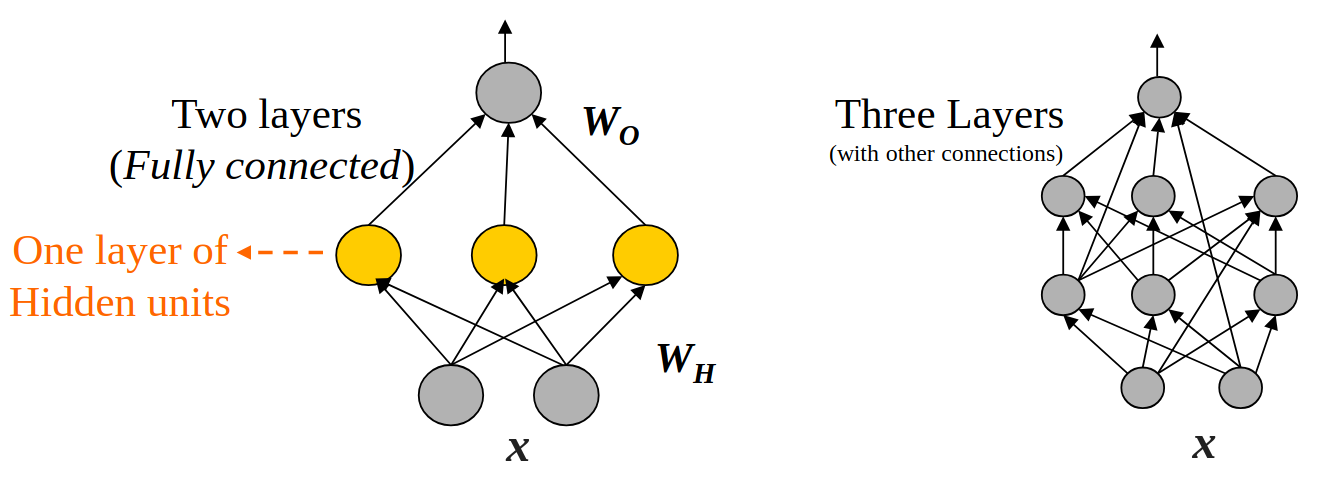 Two layers
(Fully connected)
W_O
One layer of
Hidden units
W_H
x
Three Layers
(with other connections)
x